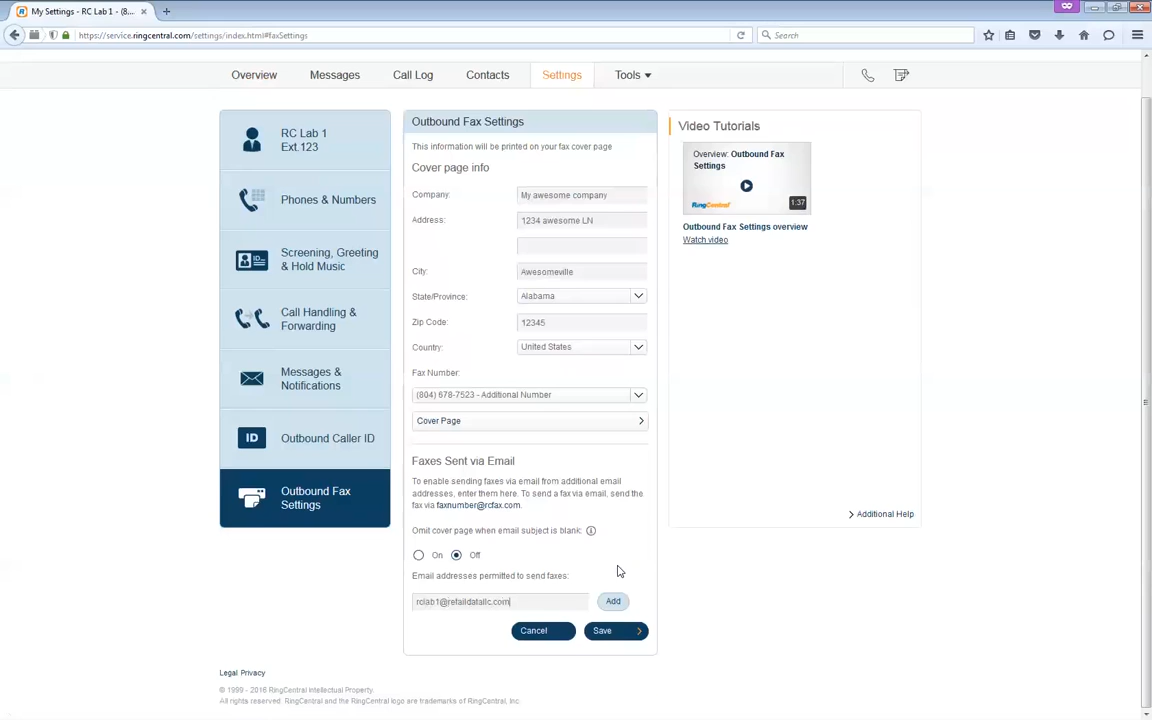 My Settings - RC Lab 1 - (8...
https://service.ringcentral.com/settings/index.html#faxSettings
Search
Overview
Messages
Call Log
Contacts
Settings
Tools
RC Lab 1
Ext.123
Phones & Numbers
Screening, Greeting
& Hold Music
Call Handling &
Forwarding
Messages &
Notifications
ID
Outbound Caller ID
Outbound Fax
Settings
Outbound Fax Settings
This information will be printed on your fax cover page
Cover page info
Company:
My awesome company
Address:
1234 awesome LN
City:
Awesomeville
State/Province:
Alabama
Zip Code:
12345
Country:
United States
Fax Number:
(804) 678-7523 - Additional Number
Cover Page
Faxes Sent via Email
To enable sending faxes via email from additional email
addresses, enter them here. To send a fax via email, send the
fax via faxnumber@rcfax.com.
Omit cover page when email subject is blank:
On
Off
Email addresses permitted to send faxes:
rclab1@retaildatallc.com
Add
Cancel
Save
Video Tutorials
Overview: Outbound Fax
Settings
RingCentral
1:37
Outbound Fax Settings overview
Watch video
Additional Help
Legal Privacy
© 1999 - 2016 RingCentral Intellectual Property.
All rights reserved. RingCentral and the RingCentral logo are trademarks of RingCentral, Inc.